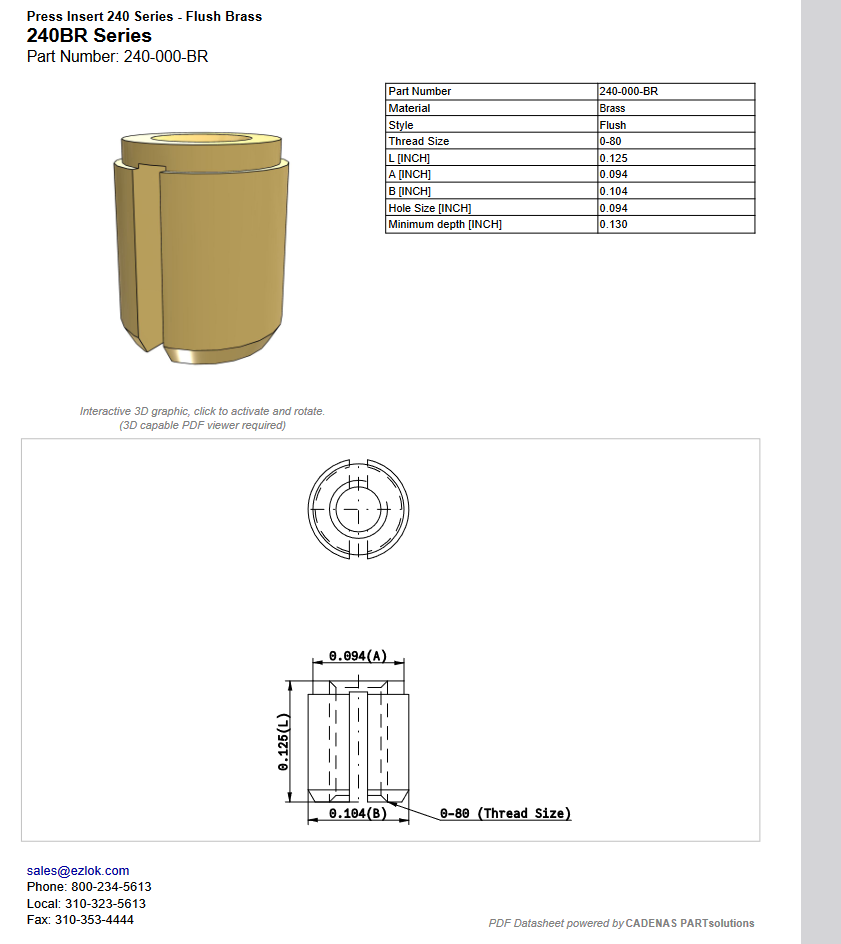 Press Insert 240 Series - Flush Brass
240BR Series
Part Number: 240-000-BR
Part Number 240-000-BR
Material Brass
Style Flush
Thread Size 0-80
L [INCH] 0.125
A [INCH] 0.094
B [INCH] 0.104
Hole Size [INCH] 0.094
Minimum depth [INCH] 0.130
Interactive 3D graphic, click to activate and rotate.
(3D capable PDF viewer required)
0.094(A)
0.125(L)
0.104(B)
0-80 (Thread Size)
sales@ezlok.com
Phone: 800-234-5613
Local: 310-323-5613
Fax: 310-353-4444
PDF Datasheet powered by CADENAS PARTsolutions